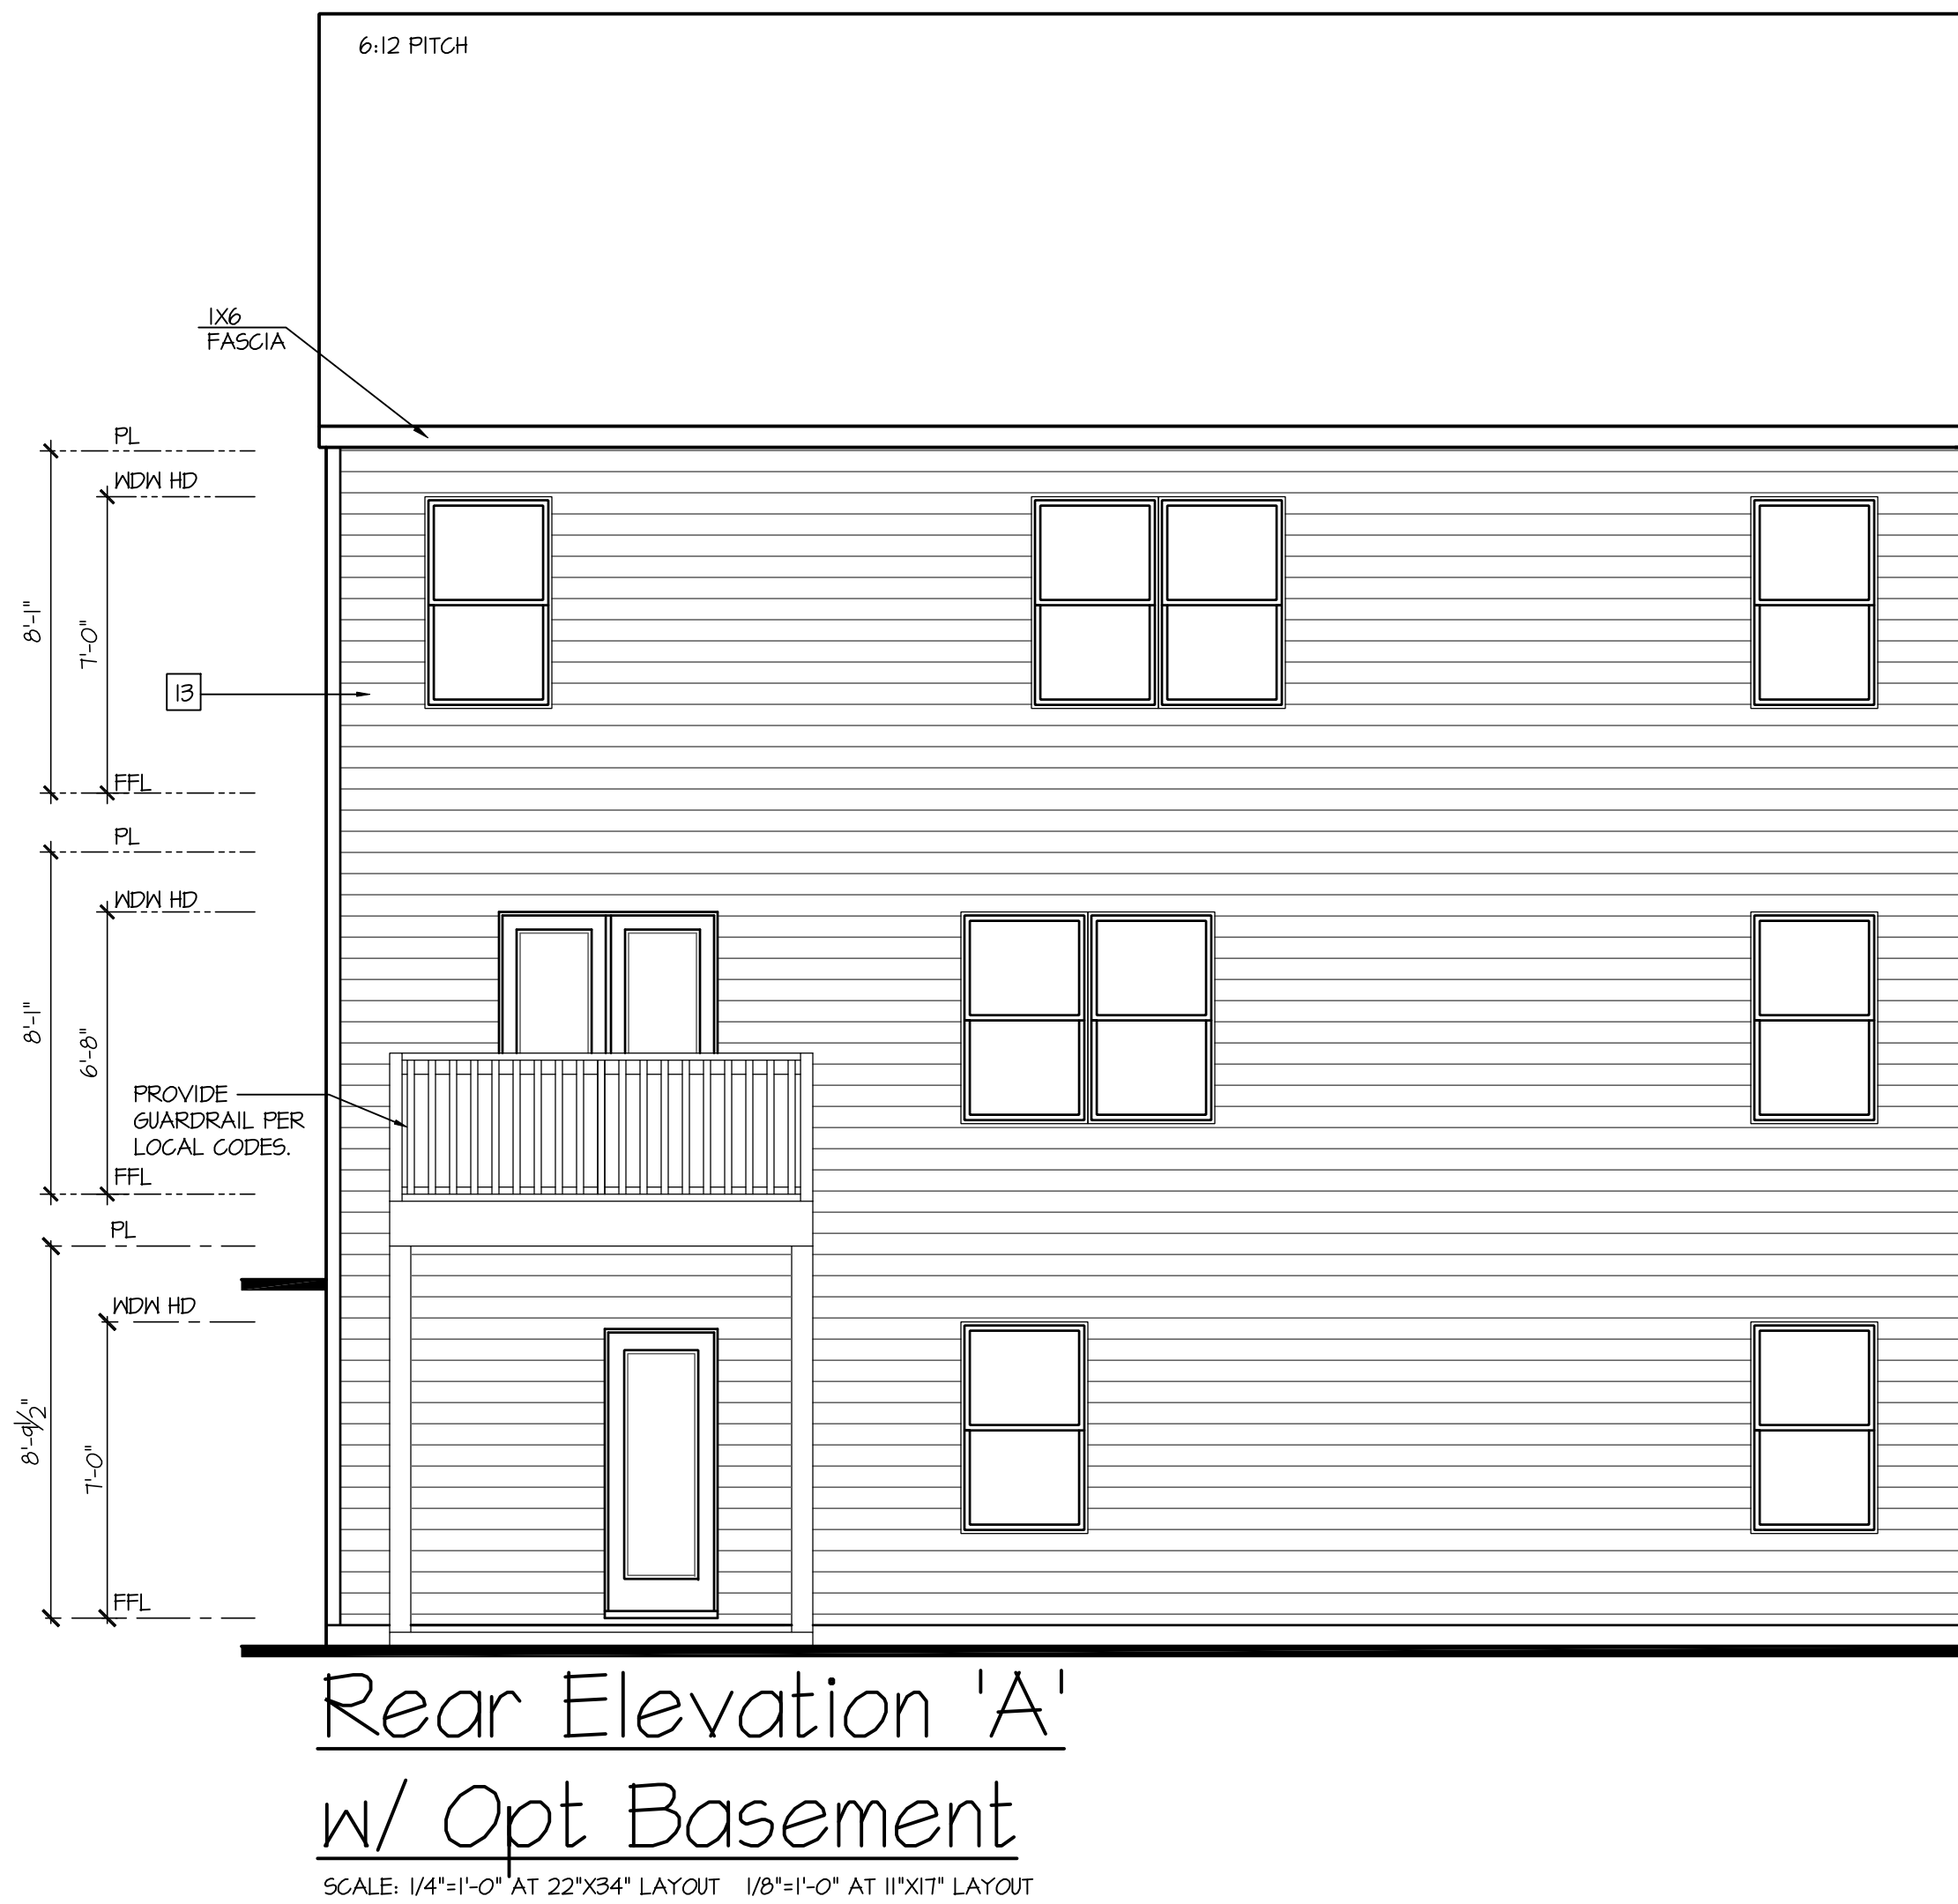 6:12 PITCH
1X6
FASCIA
PL
WDW HD
8'-1"
7'-0"
13
FFL
PL
WDW HD
8'-1"
6'-8"
PROVIDE
GUARDRAIL PER
LOCAL CODES.
FFL
PL
WDW HD
8'-9½"
7'-0"
FFL
Rear Elevation 'A'
w/ Opt Basement
SCALE: 1/4"=1'-0" AT 22"X34" LAYOUT 1/8"=1'-0" AT 11"X17" LAYOUT